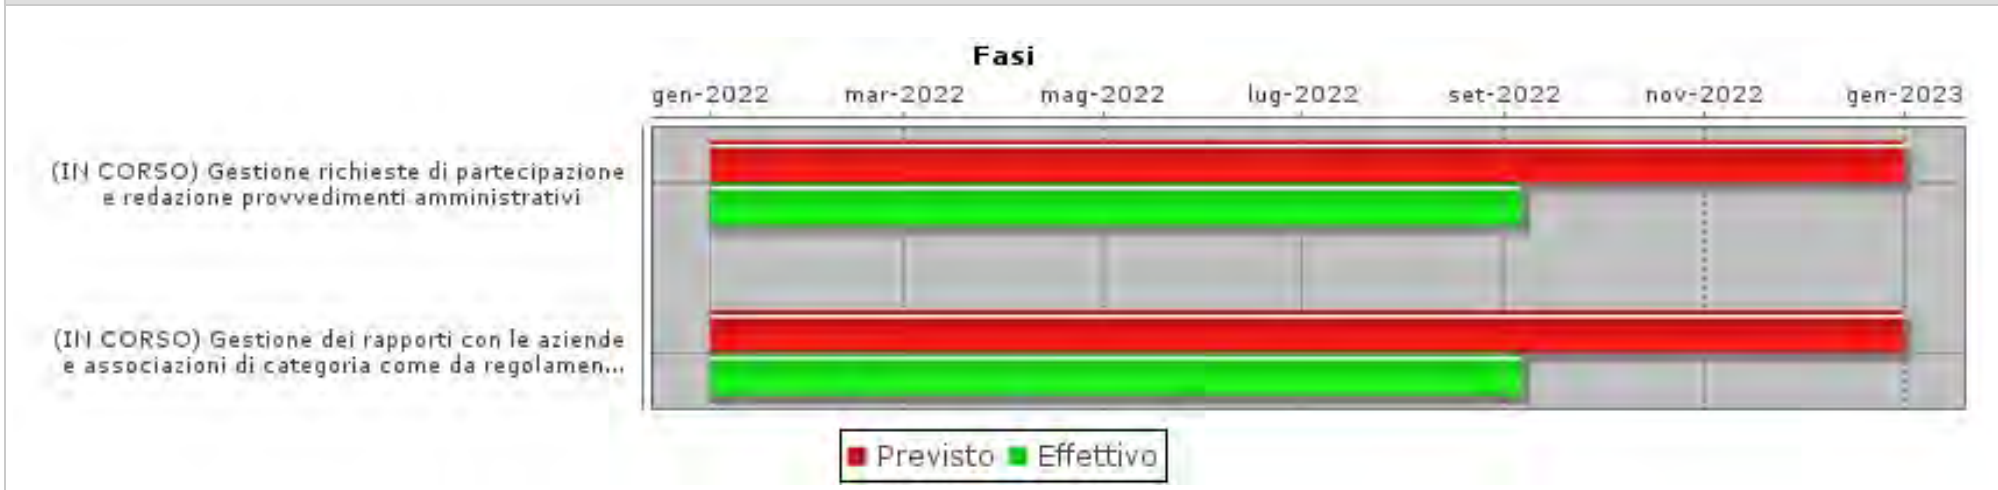 Fasi
gen-2022 mar-2022 mag-2022 lug-2022 set-2022 nov-2022 gen-2023
(IN CORSO) Gestione richieste di partecipazione
e redazione provvedimenti amministrativi
(IN CORSO) Gestione dei rapporti con le aziende
e associazioni di categoria come da regolamen...
Previsto Effettivo